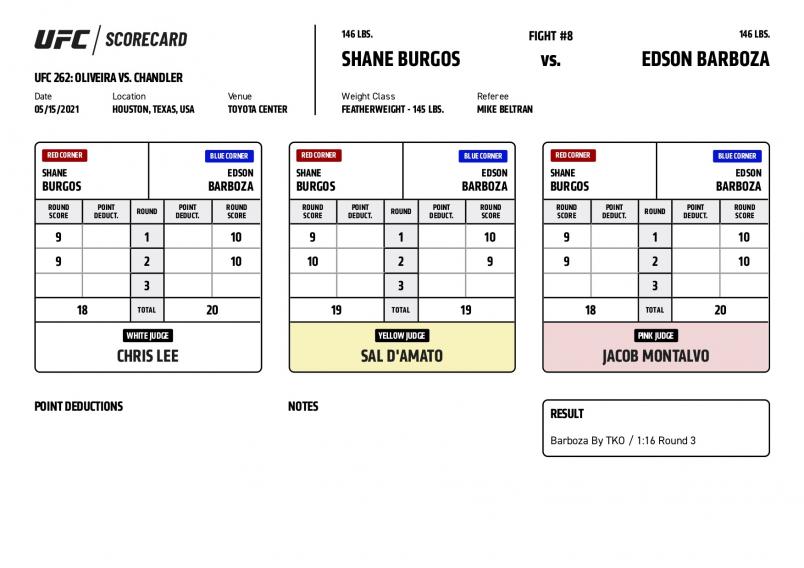 UFC / SCORECARD
UFC 262: OLIVEIRA VS. CHANDLER
Date Location Venue
05/15/2021 HOUSTON, TEXAS, USA TOYOTA CENTER
146 LBS. FIGHT #8 146 LBS.
SHANE BURGOS VS. EDSON BARBOZA
Weight Class Referee
FEATHERWEIGHT - 145 LBS. MIKE BELTRAN
RED CORNER BLUE CORNER
SHANE EDSON
BURGOS BARBOZA
ROUND POINT ROUND POINT ROUND
SCORE DEDUCT. DEDUCT. SCORE
9 1 10
9 2 10
3
18 TOTAL 20
WHITE JUDGE
CHRIS LEE
RED CORNER BLUE CORNER
SHANE EDSON
BURGOS BARBOZA
ROUND POINT ROUND POINT ROUND
SCORE DEDUCT. DEDUCT. SCORE
9 1 10
10 2 9
3
19 TOTAL 19
YELLOW JUDGE
SAL D'AMATO
RED CORNER BLUE CORNER
SHANE EDSON
BURGOS BARBOZA
ROUND POINT ROUND POINT ROUND
SCORE DEDUCT. DEDUCT. SCORE
9 1 10
9 2 10
3
18 TOTAL 20
PINK JUDGE
JACOB MONTALVO
POINT DEDUCTIONS
NOTES
RESULT
Barboza By TKO / 1:16 Round 3